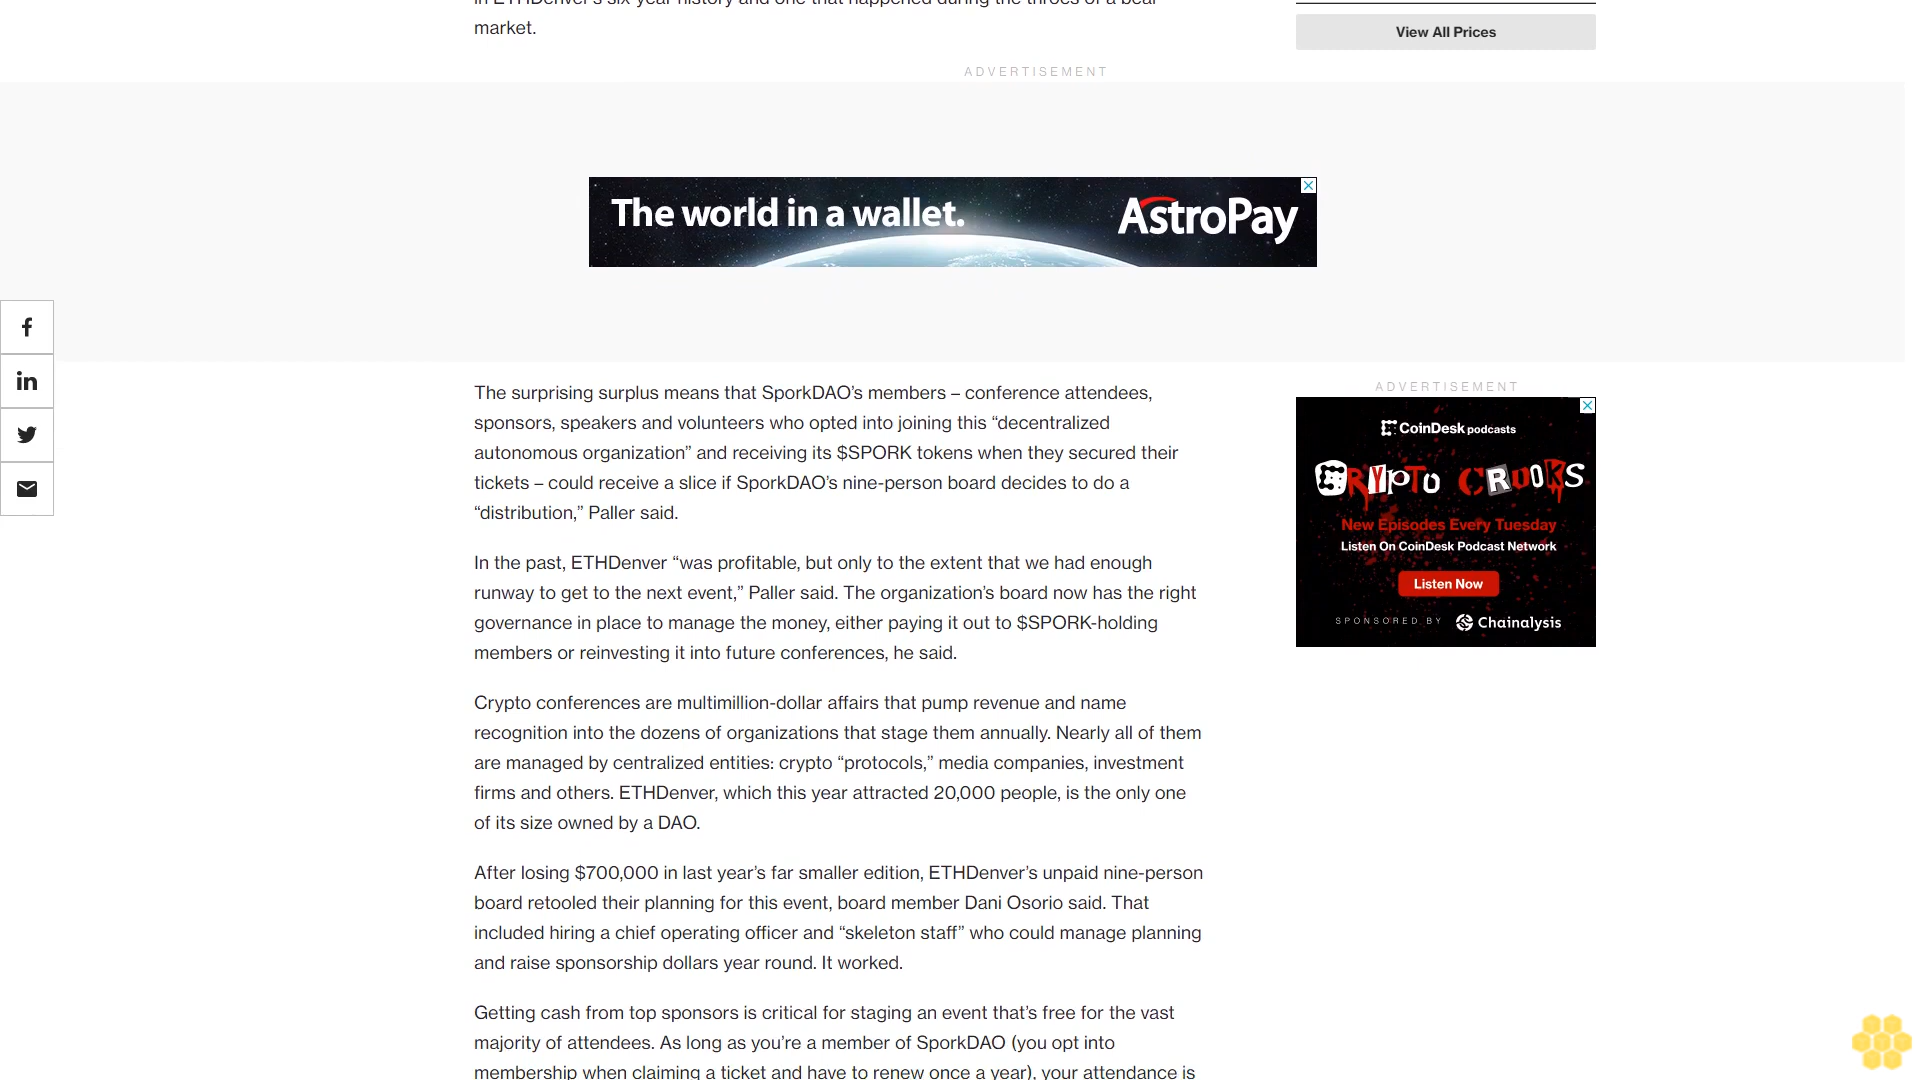 market.
View All Prices
ADVERTISEMENT
The world in a wallet.
AstroPay
The surprising surplus means that SporkDAO’s members – conference attendees,
sponsors, speakers and volunteers who opted into joining this “decentralized
autonomous organization” and receiving its $SPORK tokens when they secured their
tickets – could receive a slice if SporkDAO’s nine-person board decides to do a
“distribution,” Paller said.
In the past, ETHDenver “was profitable, but only to the extent that we had enough
runway to get to the next event,” Paller said. The organization’s board now has the right
governance in place to manage the money, either paying it out to $SPORK-holding
members or reinvesting it into future conferences, he said.
Crypto conferences are multimillion-dollar affairs that pump revenue and name
recognition into the dozens of organizations that stage them annually. Nearly all of them
are managed by centralized entities: crypto “protocols,” media companies, investment
firms and others. ETHDenver, which this year attracted 20,000 people, is the only one
of its size owned by a DAO.
After losing $700,000 in last year’s far smaller edition, ETHDenver’s unpaid nine-person
board retooled their planning for this event, board member Dani Osorio said. That
included hiring a chief operating officer and “skeleton staff” who could manage planning
and raise sponsorship dollars year round. It worked.
Getting cash from top sponsors is critical for staging an event that’s free for the vast
majority of attendees. As long as you’re a member of SporkDAO (you opt into
membership when claiming a ticket and have to renew once a year), your attendance is
ADVERTISEMENT
CoinDesk podcasts
CRYPTO CROOKS
New Episodes Every Tuesday
Listen On CoinDesk Podcast Network
Listen Now
SPONSORED BY Chainalysis